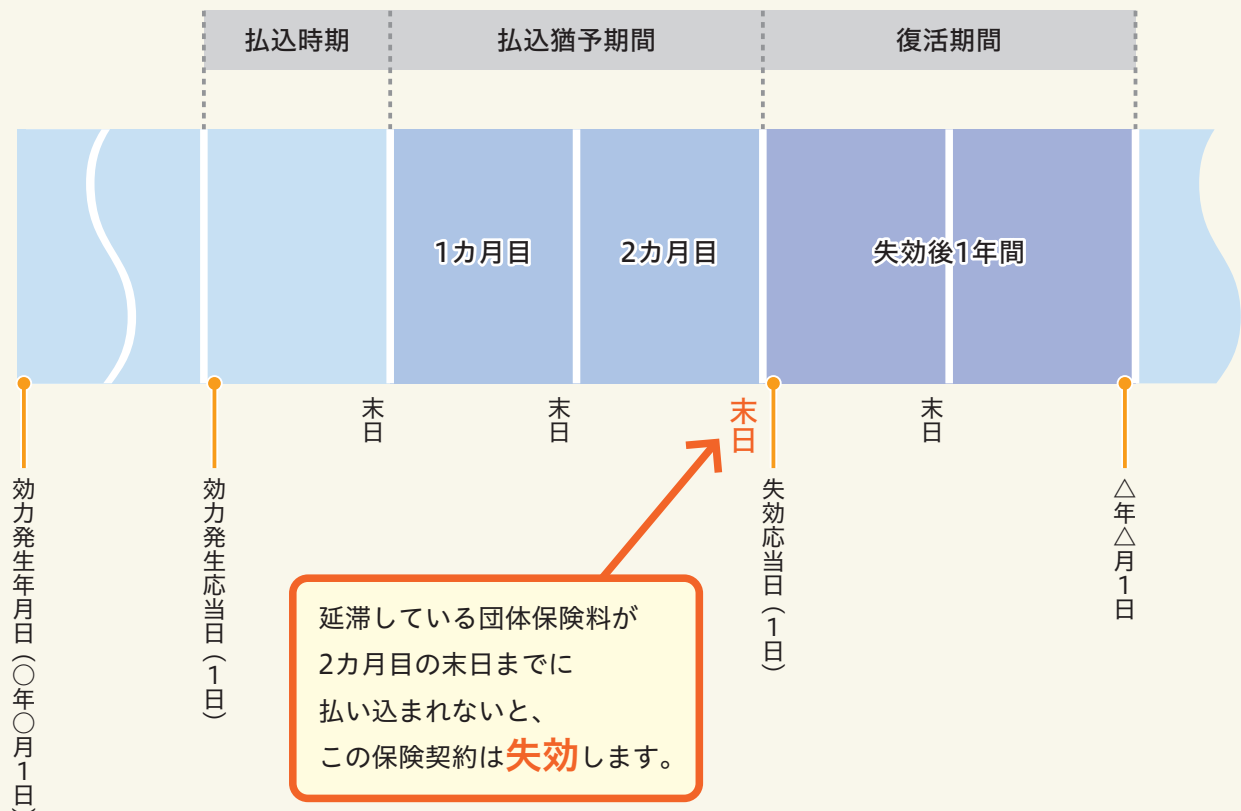 払込時期
払込猶予期間
復活期間
1カ月目
2カ月目
失効後1年間
末日
末日
末日
末日
効力発生年月日（○年○月1日）
効力発生応当日（1日）
失効応当日（1日）
△年△月1日
延滞している団体保険料が
2カ月目の末日までに
払い込まれないと、
この保険契約は失効します。